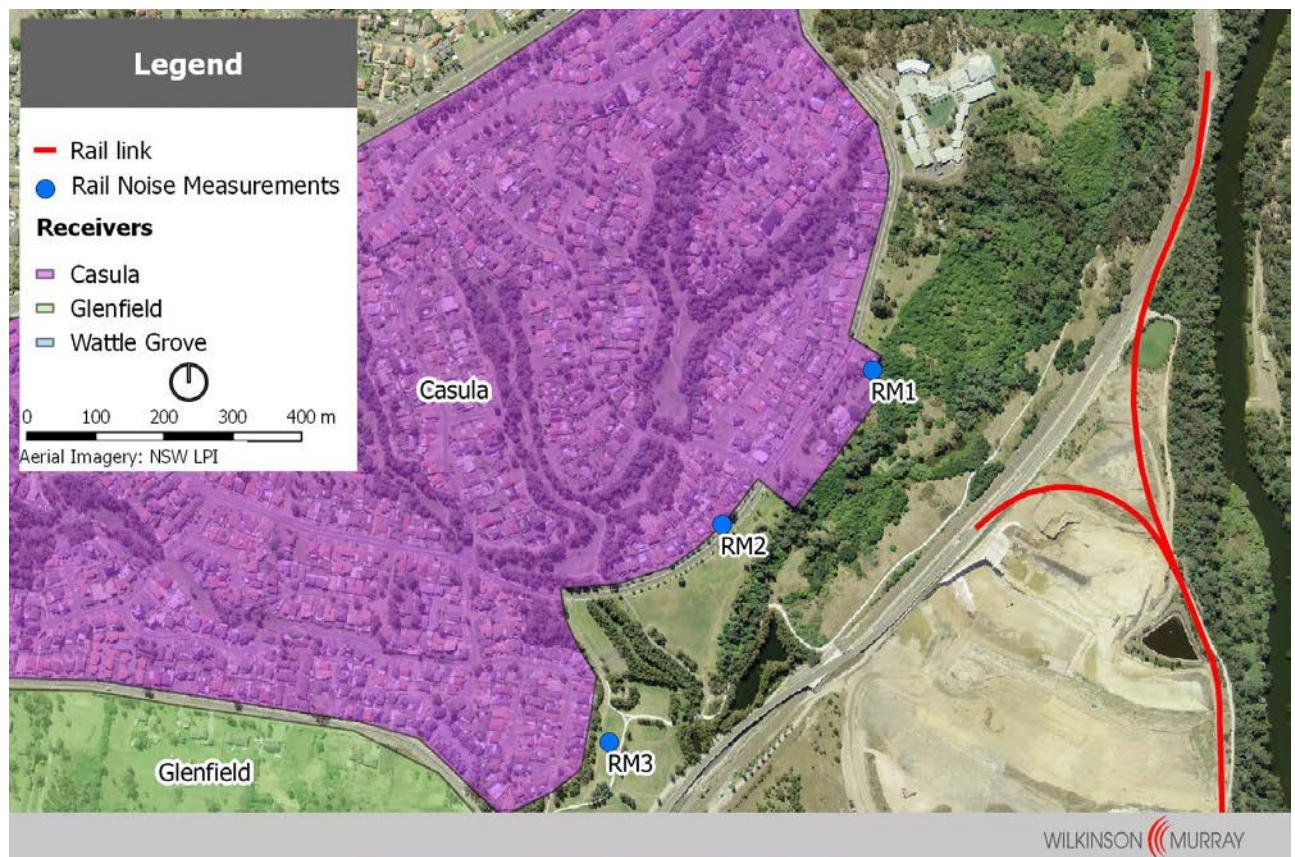 Legend
Rail link
Rail Noise Measurements
Receivers
Casula
Glenfield
Wattle Grove
0 100 200 300 400 m
Aerial Imagery: NSW LPI
Casula
RM1
RM2
RM3
Glenfield
WILKINSON MURRAY